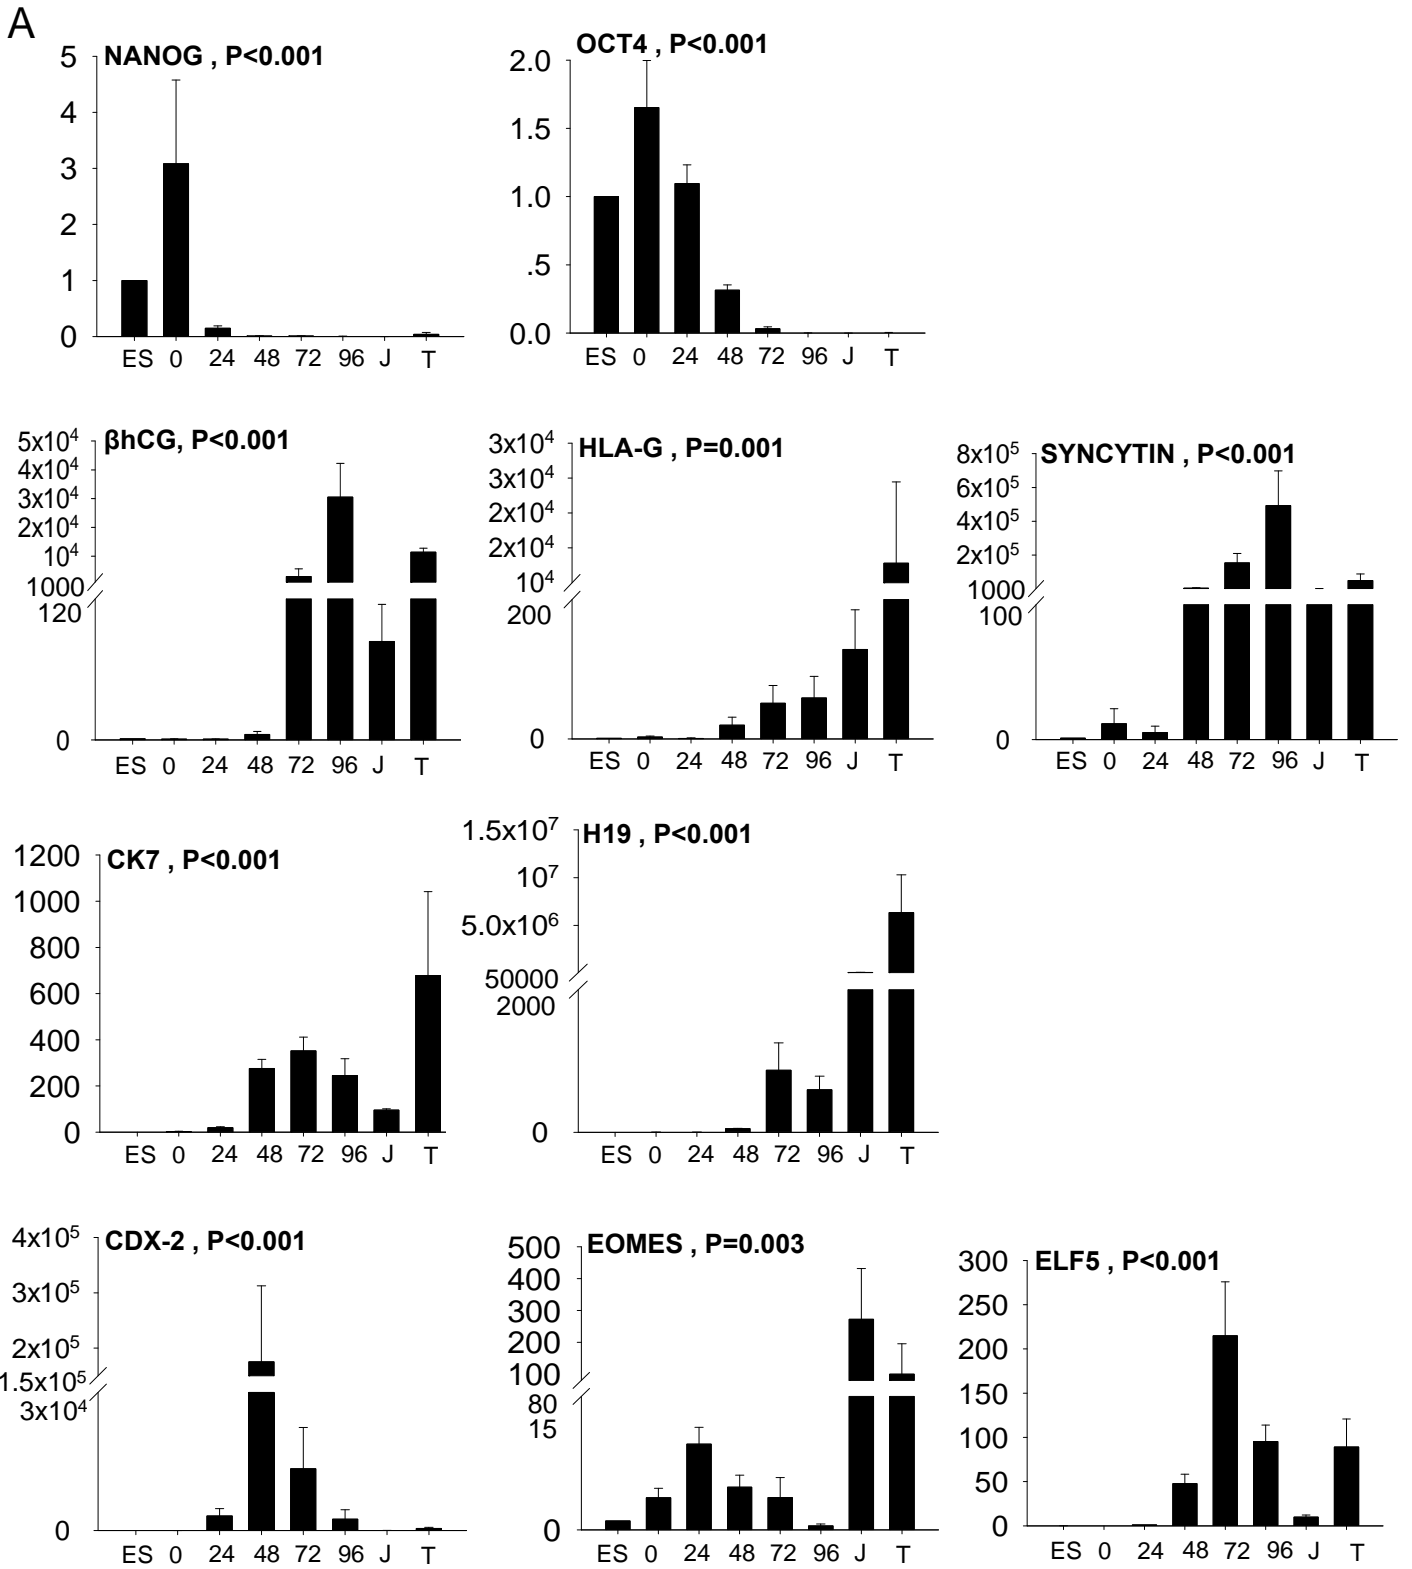 A
NANOG , P<0.001
5
4
3
2
1
0
ES 0 24 48 72 96 J T
OCT4 , P<0.001
2.0
1.5
1.0
.5
0.0
ES 0 24 48 72 96 J T
βhCG, P<0.001
5x10⁴
4x10⁴
3x10⁴
2x10⁴
10⁴
1000
120
0
ES 0 24 48 72 96 J T
HLA-G , P=0.001
3x10⁴
3x10⁴
2x10⁴
2x10⁴
10⁴
200
0
ES 0 24 48 72 96 J T
SYNCYTIN , P<0.001
8x10⁵
6x10⁵
4x10⁵
2x10⁵
1000
100
0
ES 0 24 48 72 96 J T
CK7 , P<0.001
1200
1000
800
600
400
200
0
ES 0 24 48 72 96 J T
H19 , P<0.001
1.5x10⁷
10⁷
5.0x10⁶
50000
2000
0
ES 0 24 48 72 96 J T
CDX-2 , P<0.001
4x10⁵
3x10⁵
2x10⁵
1.5x10⁵
3x10⁴
0
ES 0 24 48 72 96 J T
EOMES , P=0.003
500
400
300
200
100
80
15
0
ES 0 24 48 72 96 J T
ELF5 , P<0.001
300
250
200
150
100
50
0
ES 0 24 48 72 96 J T